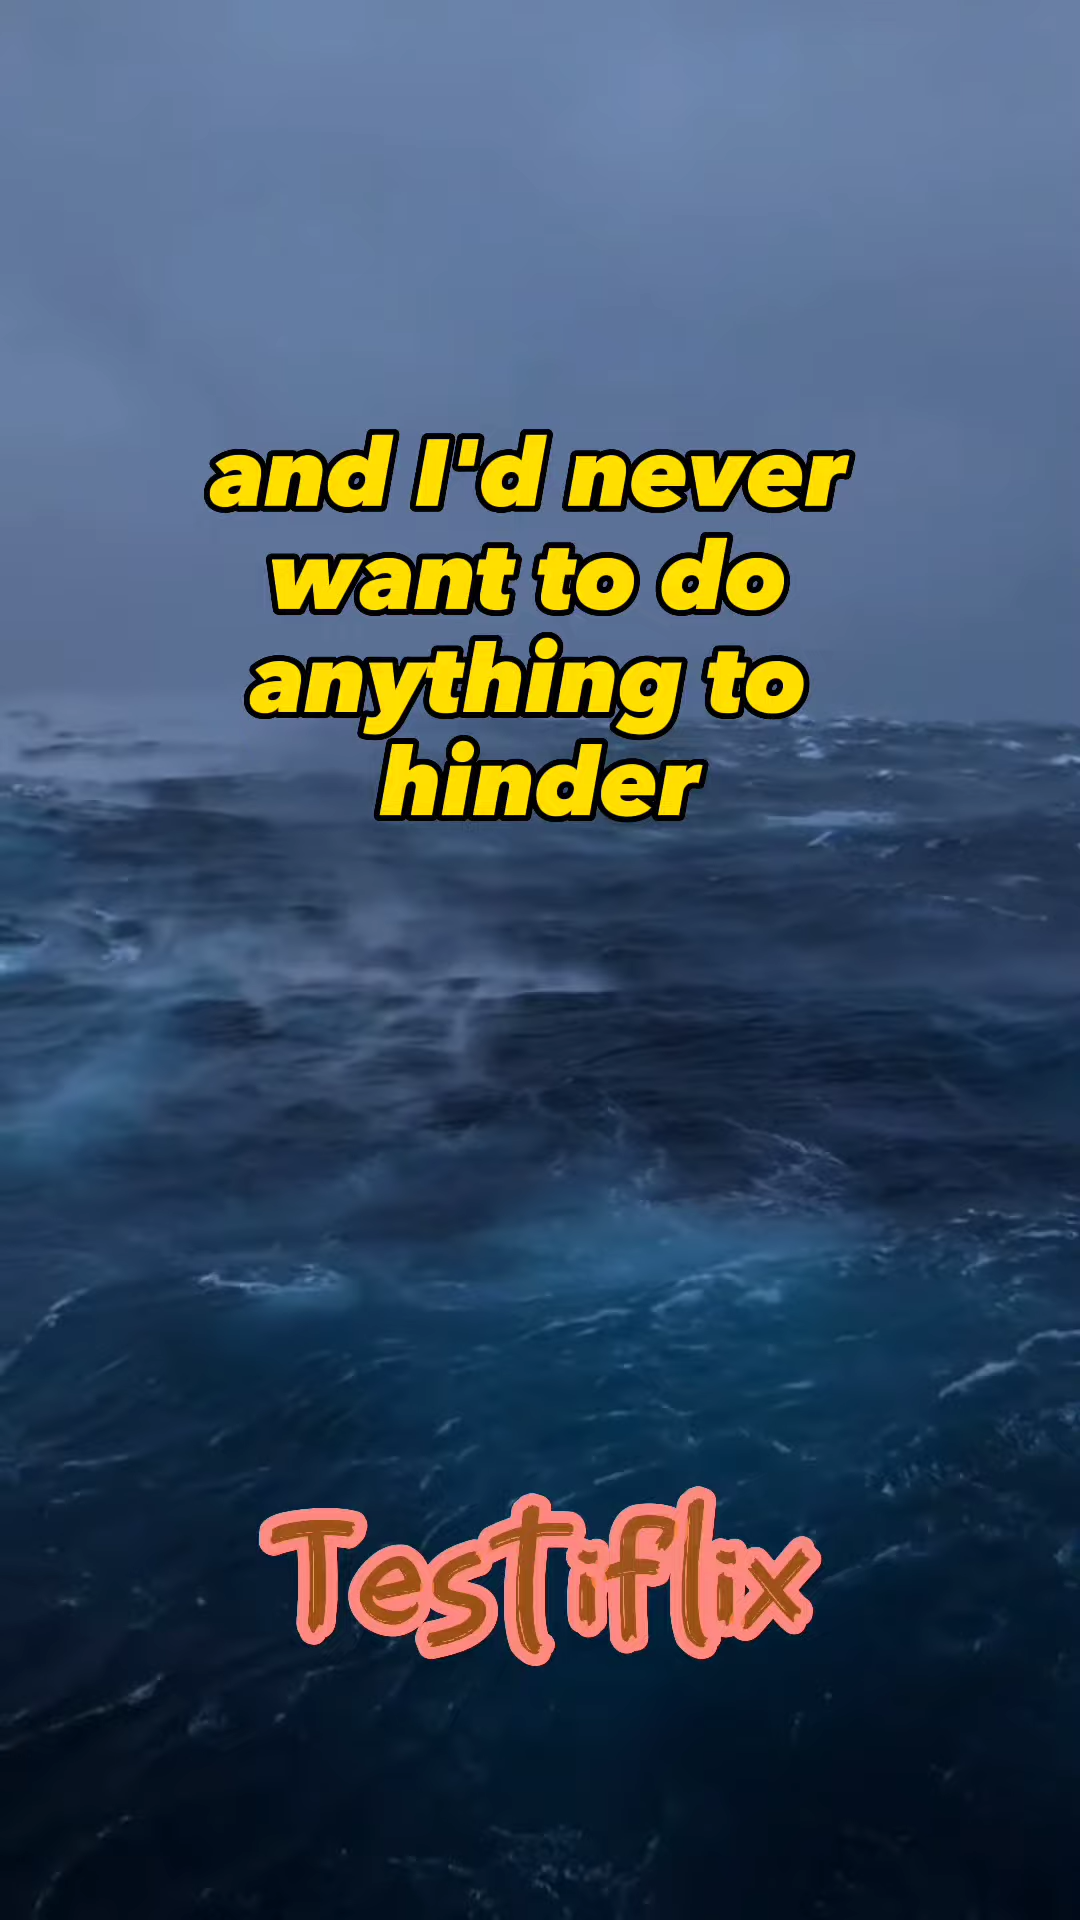 and I'd never
want to do
anything to
hinder
Testiflix